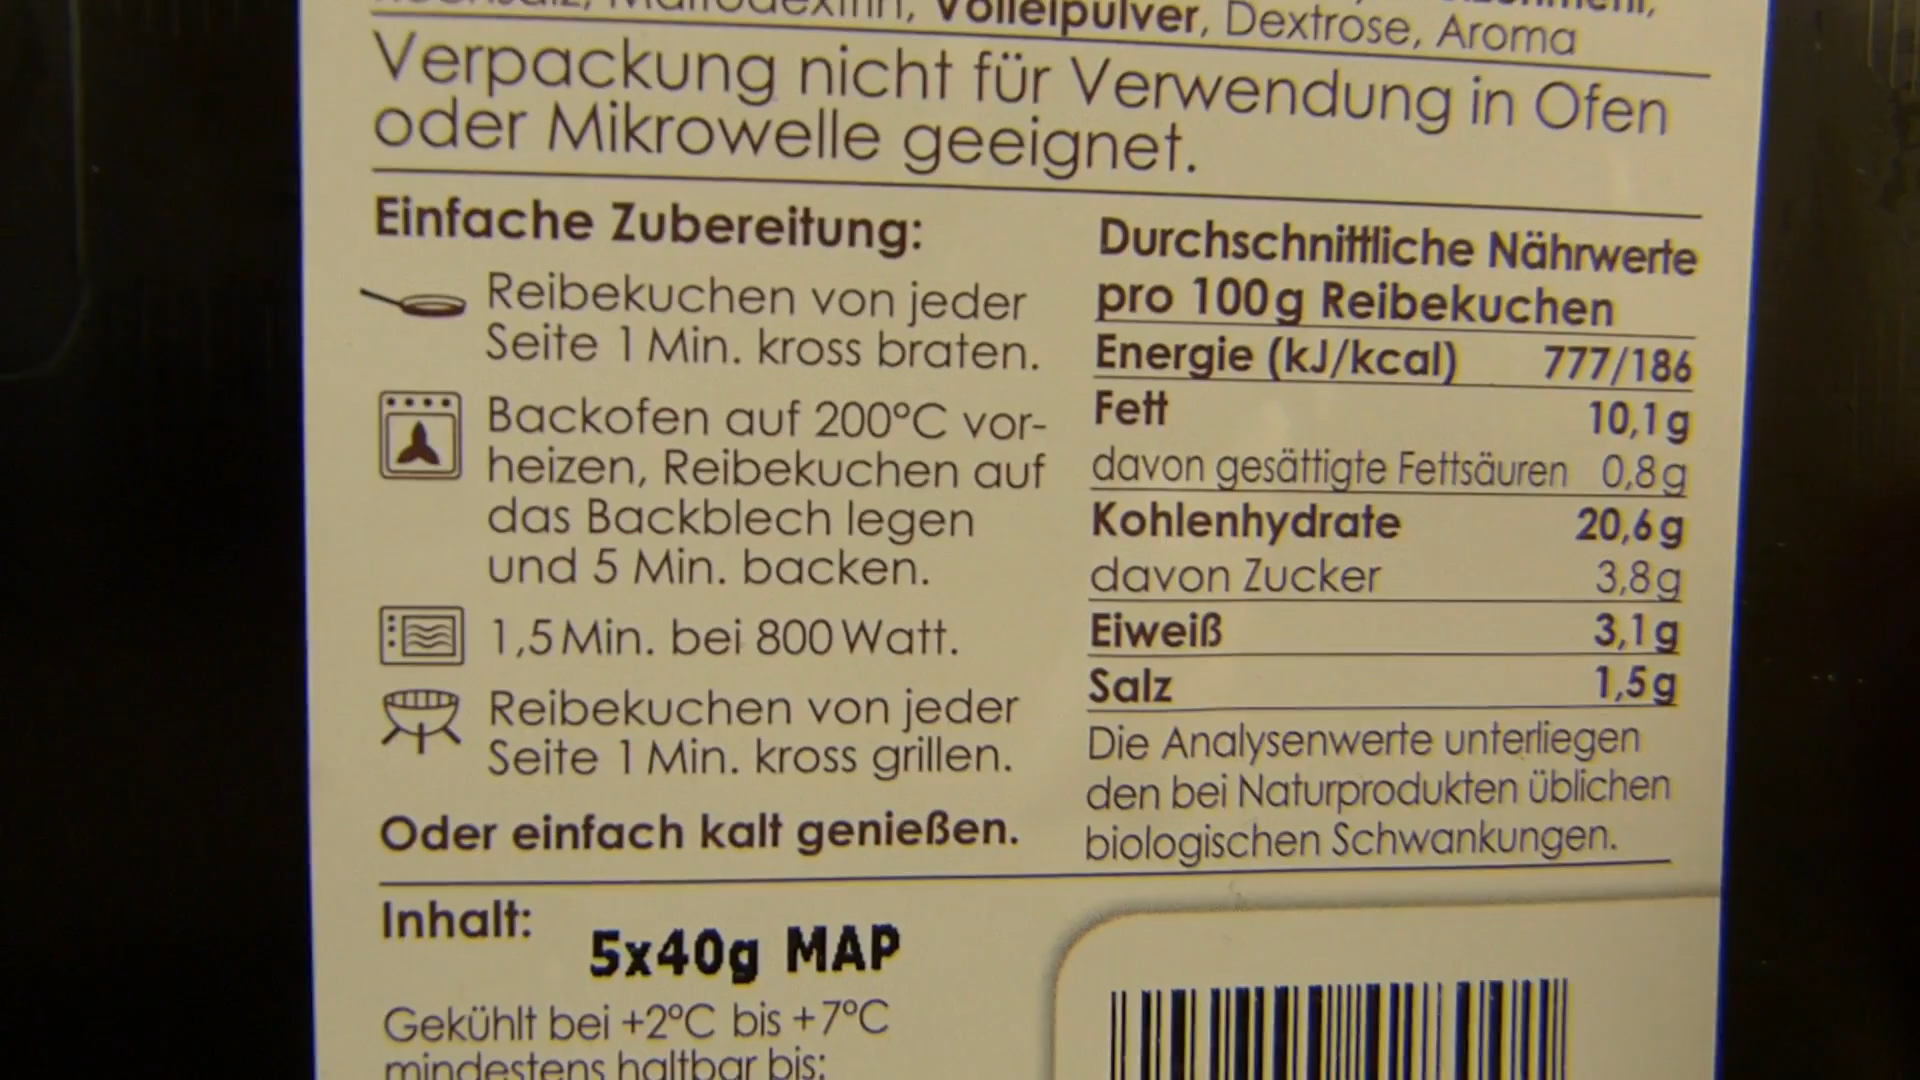 Volleipulver, Dextrose, Aroma
Verpackung nicht für Verwendung in Ofen
oder Mikrowelle geeignet.
Einfache Zubereitung:
Reibekuchen von jeder
Seite 1 Min. kross braten.
Backofen auf 200°C vor-
heizen, Reibekuchen auf
das Backblech legen
und 5 Min. backen.
1,5 Min. bei 800 Watt.
Reibekuchen von jeder
Seite 1 Min. kross grillen.
Oder einfach kalt genießen.
Durchschnittliche Nährwerte
pro 100g Reibekuchen
Energie (kJ/kcal) 777/186
Fett 10,1g
davon gesättigte Fettsäuren 0,8g
Kohlenhydrate 20,6g
davon Zucker 3,8g
Eiweiß 3,1g
Salz 1,5g
Die Analysenwerte unterliegen
den bei Naturprodukten üblichen
biologischen Schwankungen.
Inhalt:
5x40g MAP
Gekühlt bei +2°C bis +7°C
mindestens haltbar bis: